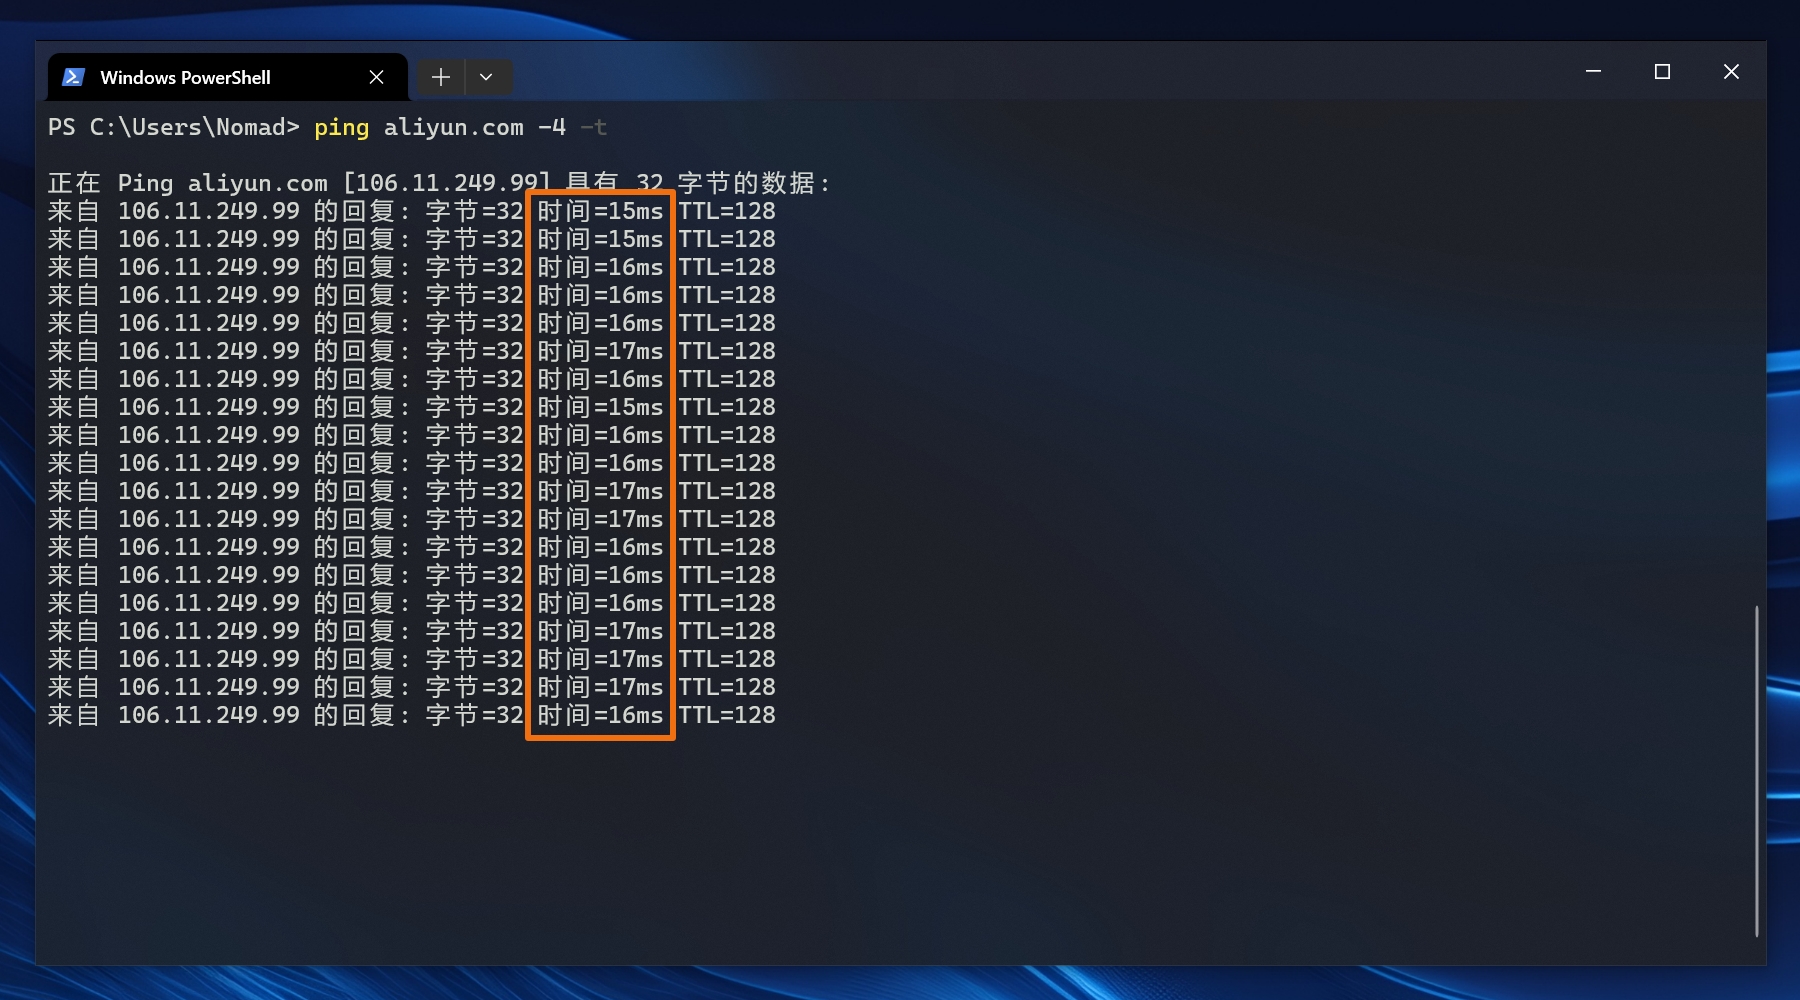 Windows PowerShell
PS C:\Users\Nomad> ping aliyun.com -4 -t
正在 Ping aliyun.com [106.11.249.99] 具有 32 字节的数据:
来自 106.11.249.99 的回复: 字节=32 时间=15ms TTL=128
来自 106.11.249.99 的回复: 字节=32 时间=15ms TTL=128
来自 106.11.249.99 的回复: 字节=32 时间=16ms TTL=128
来自 106.11.249.99 的回复: 字节=32 时间=16ms TTL=128
来自 106.11.249.99 的回复: 字节=32 时间=16ms TTL=128
来自 106.11.249.99 的回复: 字节=32 时间=17ms TTL=128
来自 106.11.249.99 的回复: 字节=32 时间=16ms TTL=128
来自 106.11.249.99 的回复: 字节=32 时间=15ms TTL=128
来自 106.11.249.99 的回复: 字节=32 时间=16ms TTL=128
来自 106.11.249.99 的回复: 字节=32 时间=16ms TTL=128
来自 106.11.249.99 的回复: 字节=32 时间=17ms TTL=128
来自 106.11.249.99 的回复: 字节=32 时间=17ms TTL=128
来自 106.11.249.99 的回复: 字节=32 时间=16ms TTL=128
来自 106.11.249.99 的回复: 字节=32 时间=16ms TTL=128
来自 106.11.249.99 的回复: 字节=32 时间=16ms TTL=128
来自 106.11.249.99 的回复: 字节=32 时间=17ms TTL=128
来自 106.11.249.99 的回复: 字节=32 时间=17ms TTL=128
来自 106.11.249.99 的回复: 字节=32 时间=17ms TTL=128
来自 106.11.249.99 的回复: 字节=32 时间=16ms TTL=128